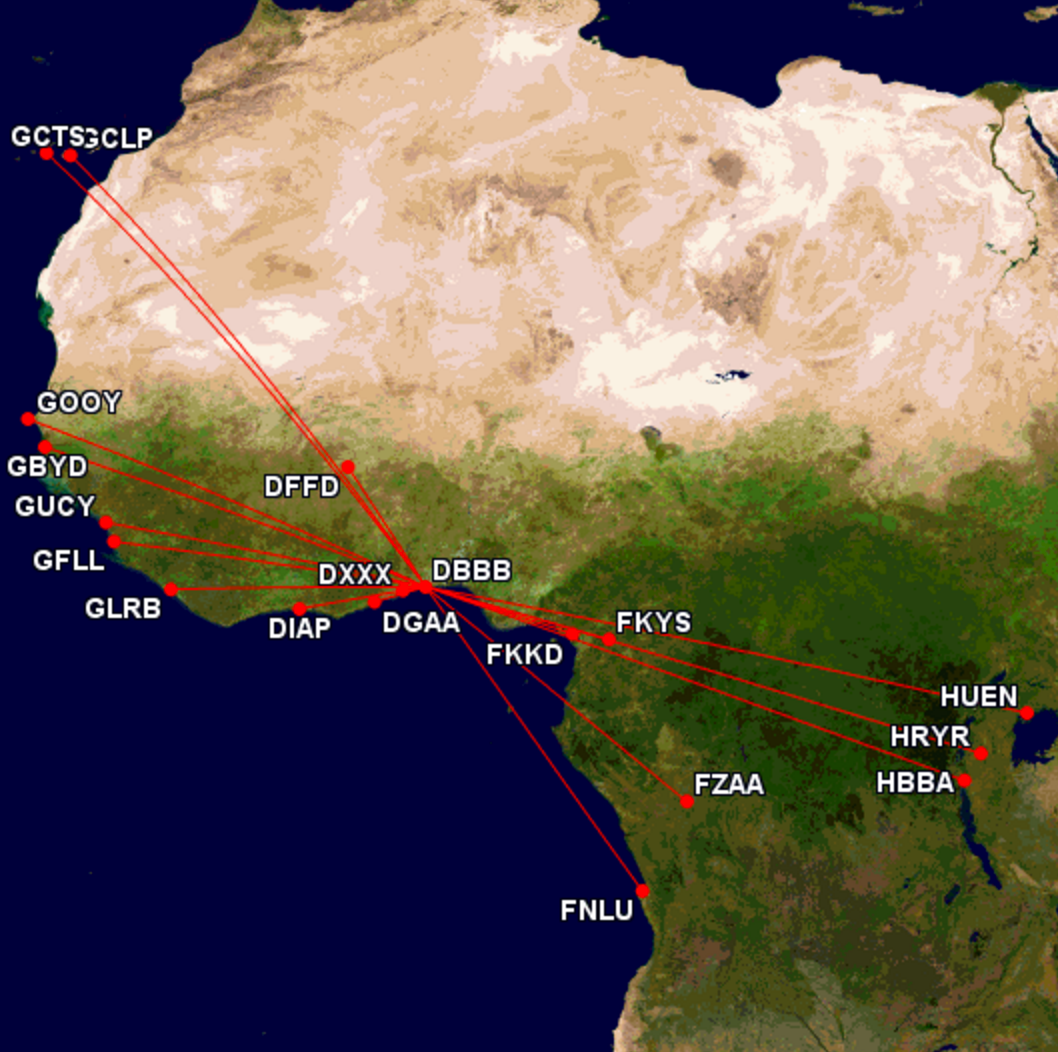 GCTS
GCLP
GOOY
GBYD
DFFD
GUCY
GFLL
DXXX
DBBB
GLRB
DIAP
DGAA
FKYS
FKKD
HUEN
HRYR
HBBA
FZAA
FNLU